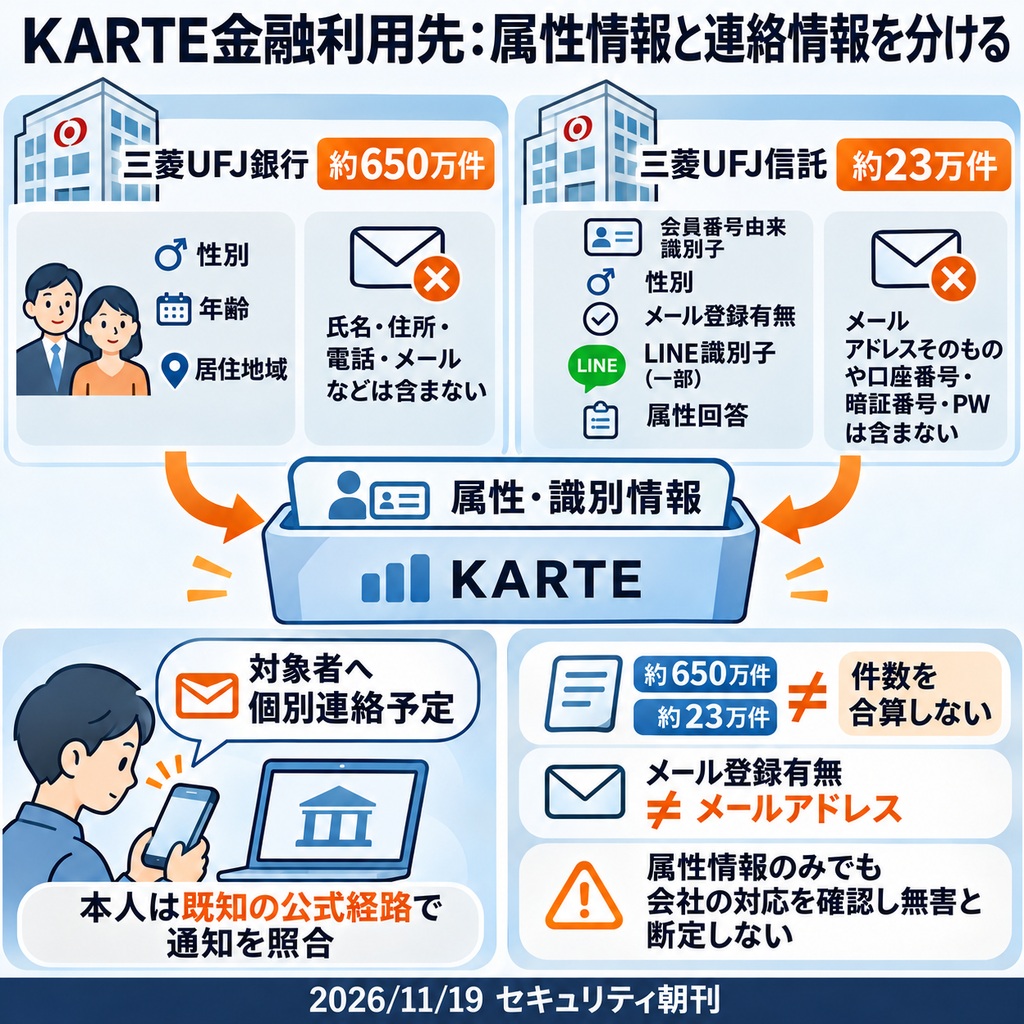 KARTE金融利用先：属性情報と連絡情報を分ける
三菱UFJ銀行
約650万件
性別
年齢
居住地域
氏名・住所・
電話・メール
などは含まない
三菱UFJ信託
約23万件
会員番号由来
識別子
性別
メール登録有無
LINE
LINE識別子
（一部）
属性回答
メール
アドレスそのもの
や口座番号・
暗証番号・PW
は含まない
属性・識別情報
KARTE
対象者へ
個別連絡予定
本人は既知の公式経路で
通知を照合
約650万件
約23万件
≠
件数を
合算しない
メール登録有無
≠ メールアドレス
属性情報のみでも
会社の対応を確認し無害と
断定しない
2026/11/19 セキュリティ朝刊